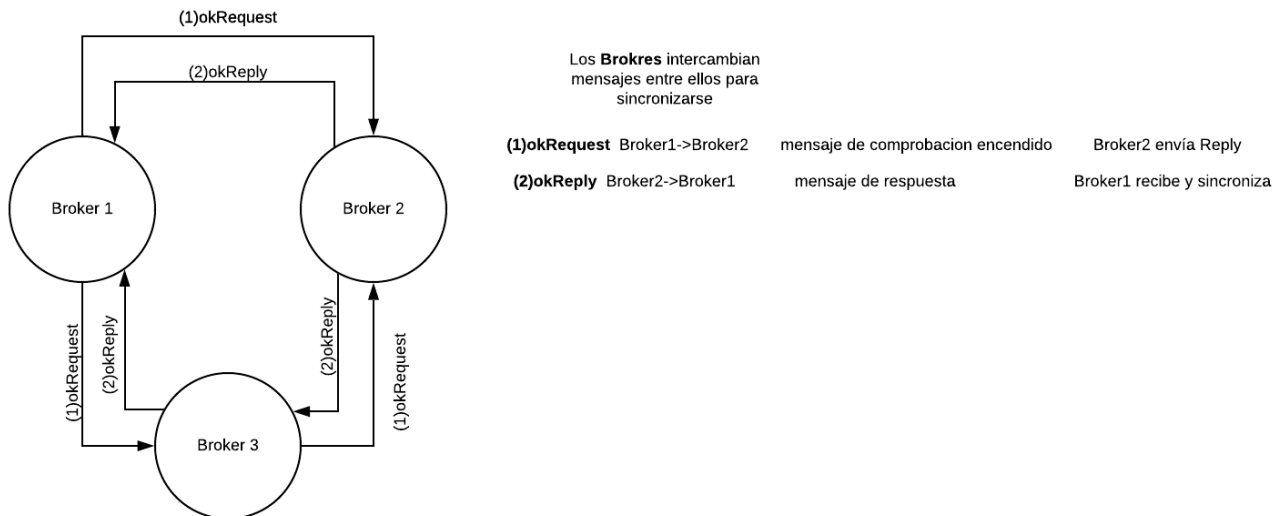 (1)okRequest
(2)okReply
Broker 1
Broker 2
(1)okRequest
(2)okReply
(2)okReply
(1)okRequest
Broker 3
Los Brokres intercambian
mensajes entre ellos para
sincronizarse
(1)okRequest Broker1->Broker2 mensaje de comprobacion encendido Broker2 envía Reply
(2)okReply Broker2->Broker1 mensaje de respuesta Broker1 recibe y sincroniza